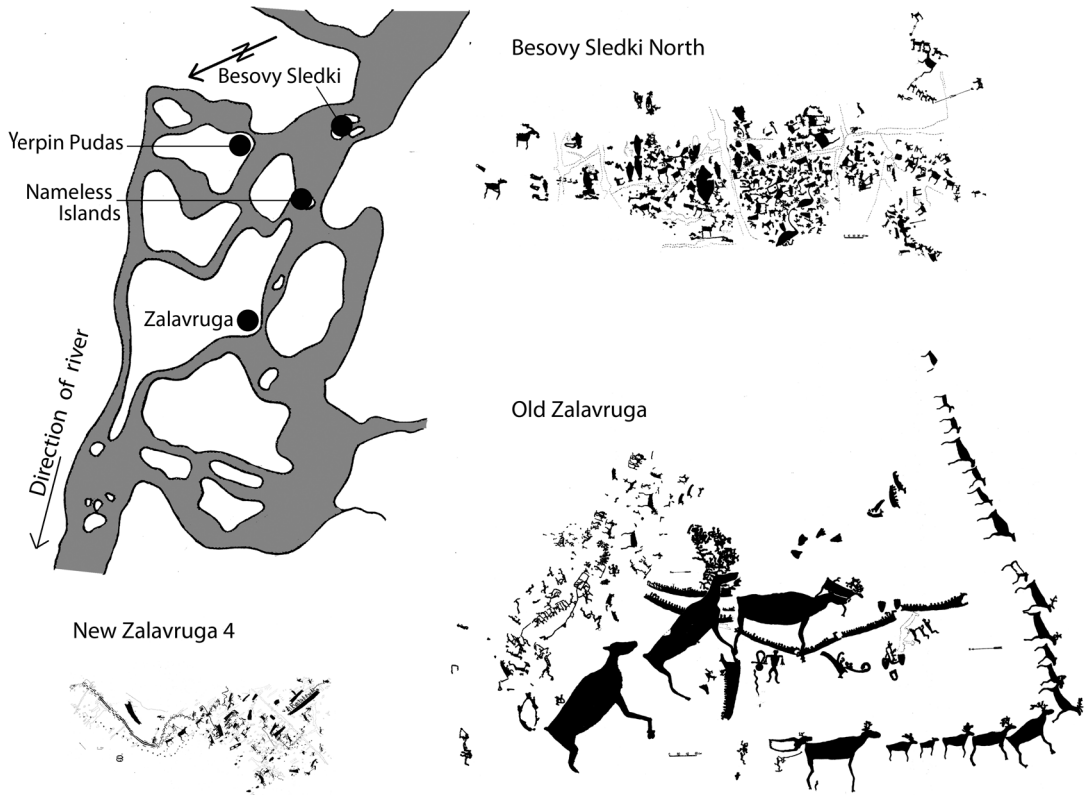 Besovy Sledki North
Besovy Sledki
Yerpin Pudas
Nameless
Islands
Zalavruga
Direction of river
Old Zalavruga
New Zalavruga 4